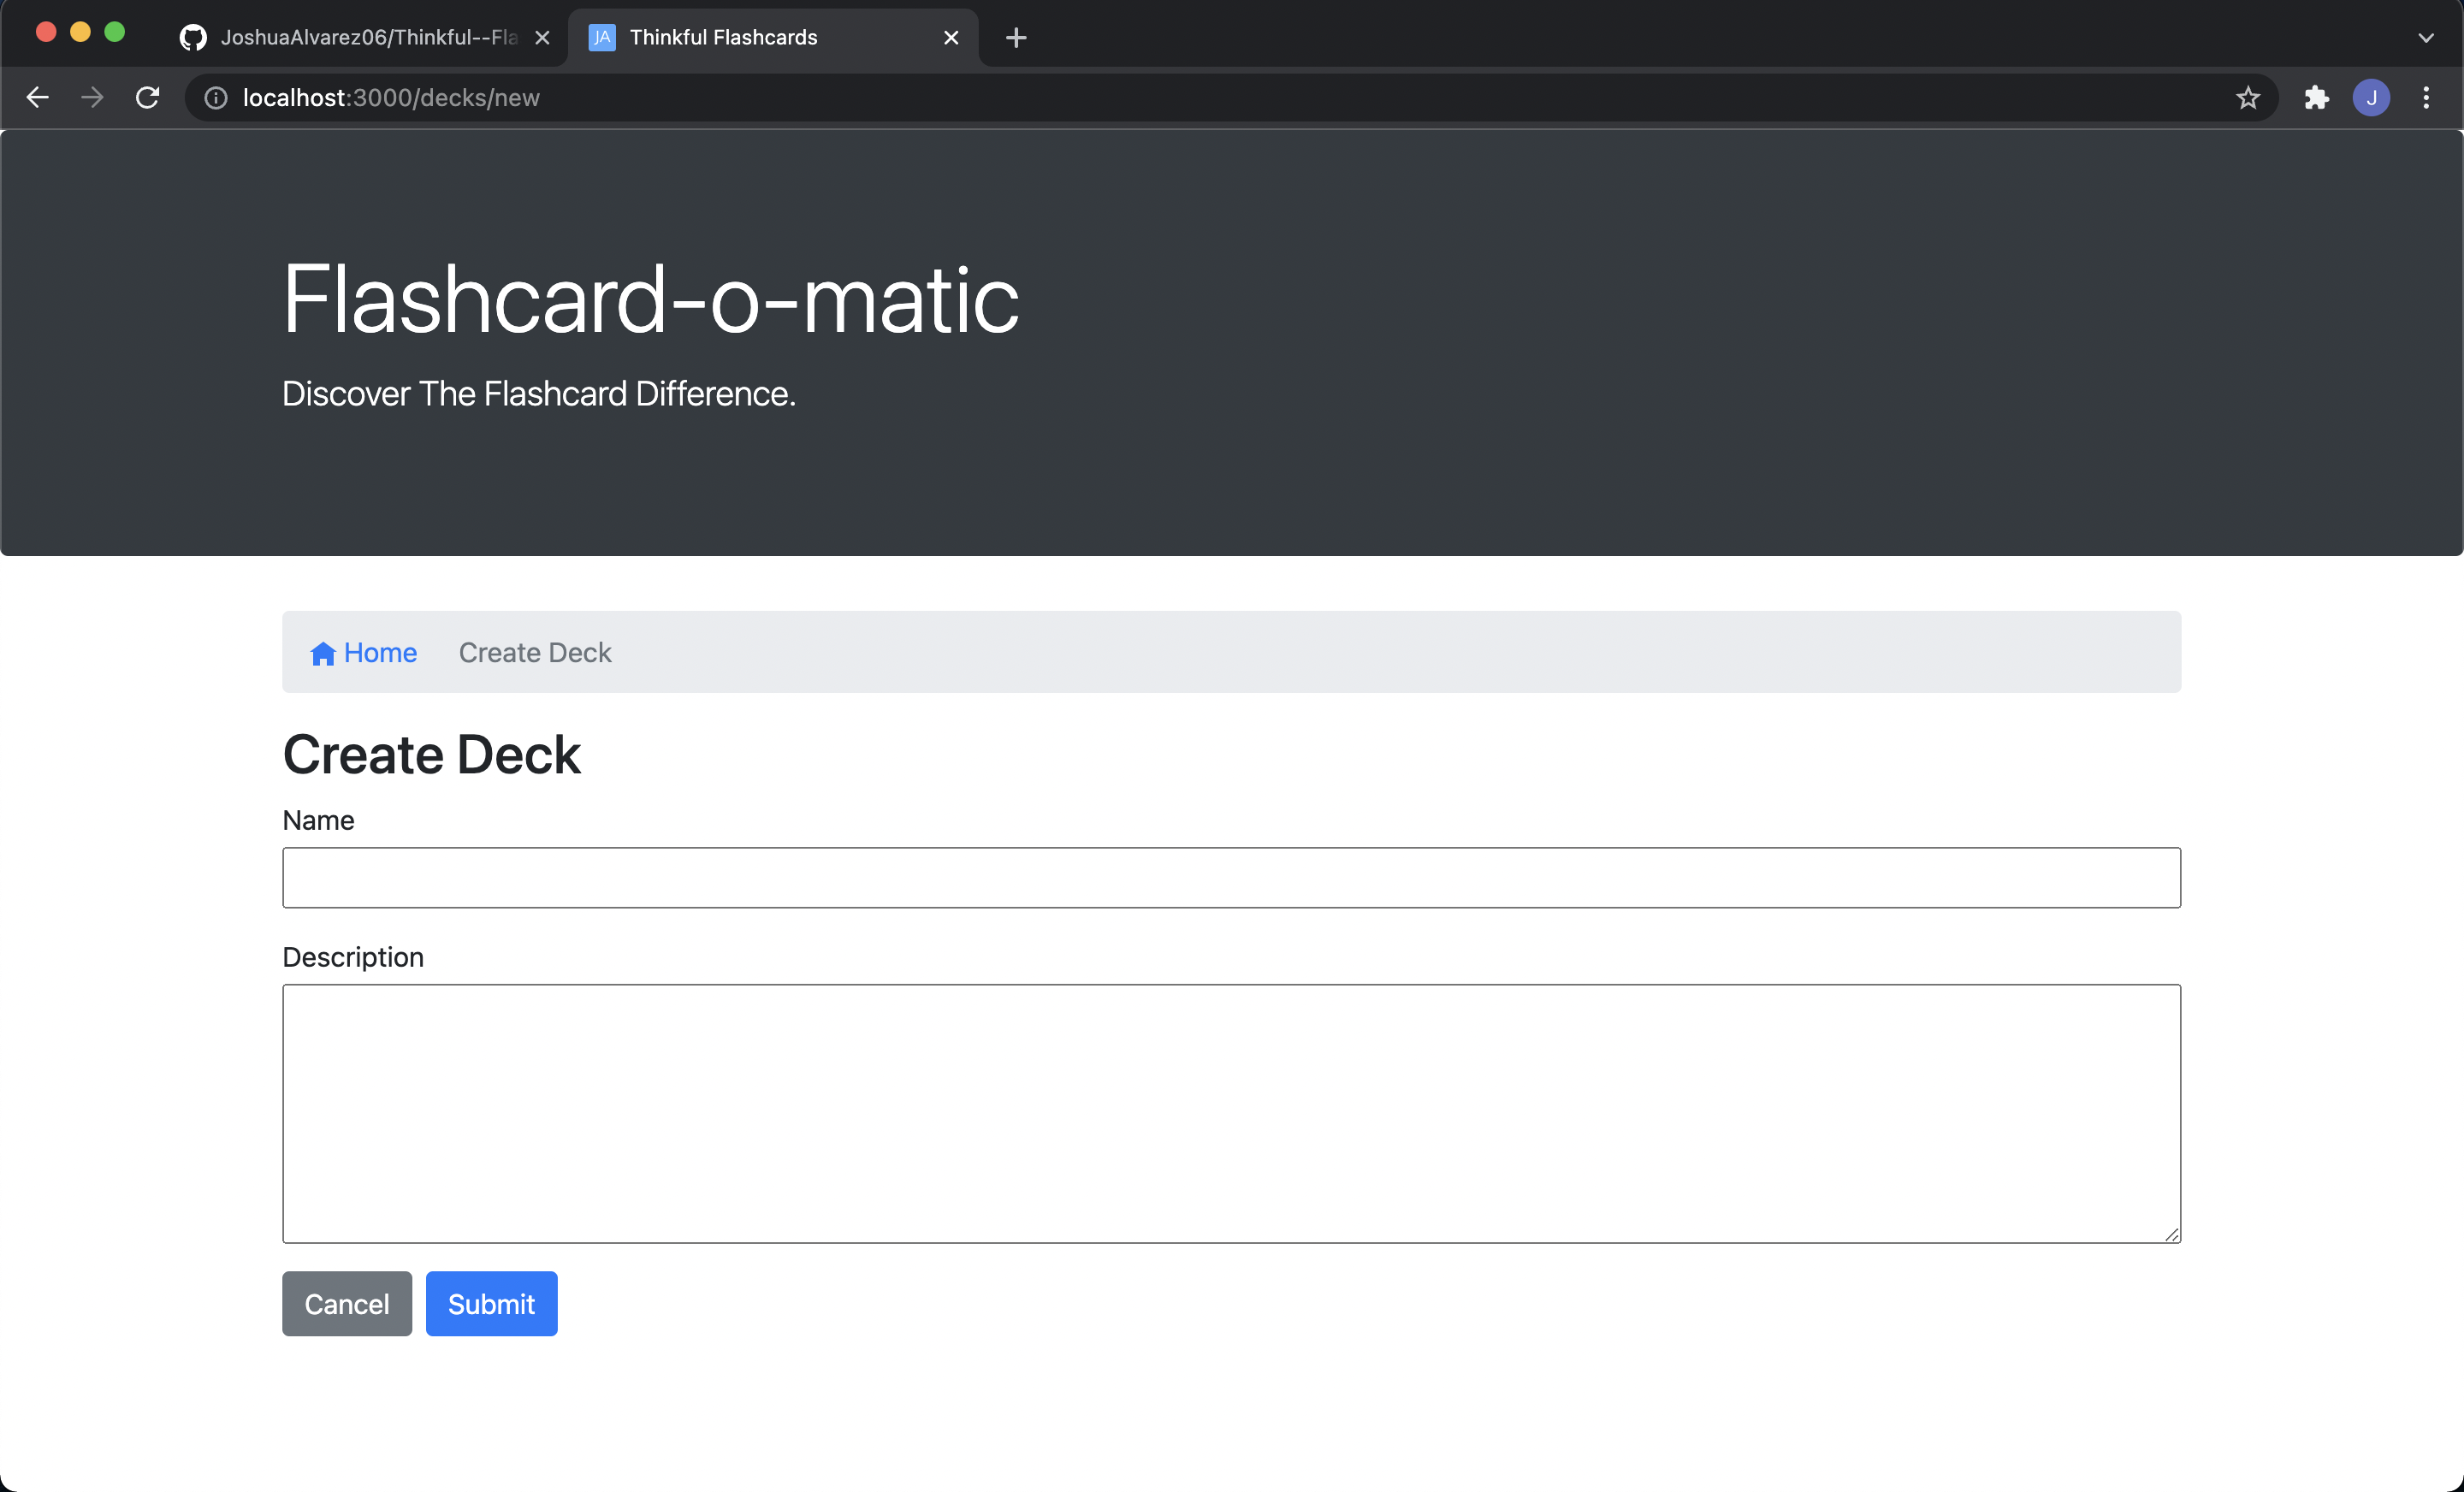 JoshuaAlvarez06/Thinkful--Fla
JA Thinkful Flashcards
localhost:3000/decks/new
J
Flashcard-o-matic
Discover The Flashcard Difference.
Home Create Deck
Create Deck
Name
Description
Cancel Submit